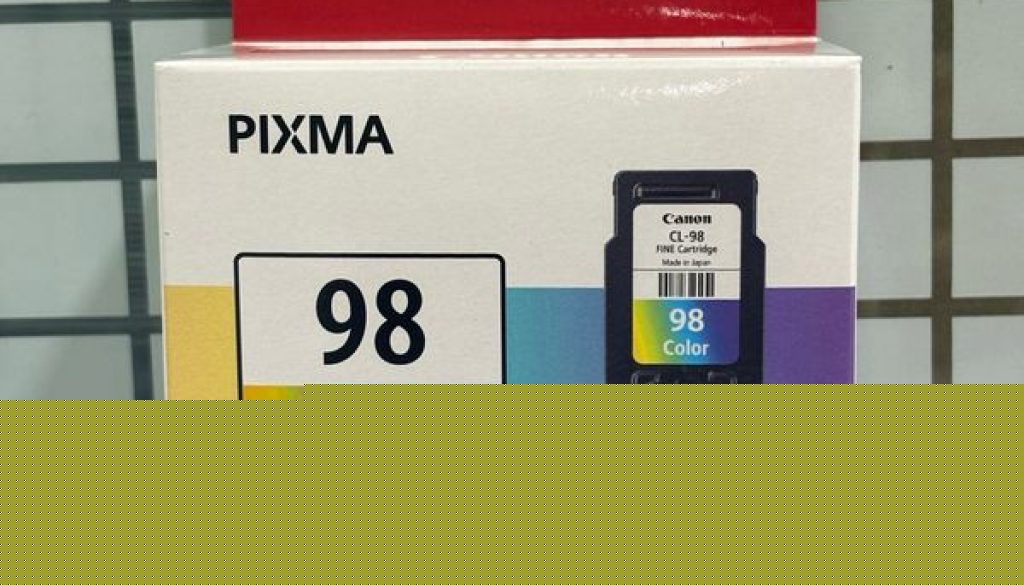 PIXMA
98
Canon
CL-98
FINE Cartridge
Made in Japan
98
Color